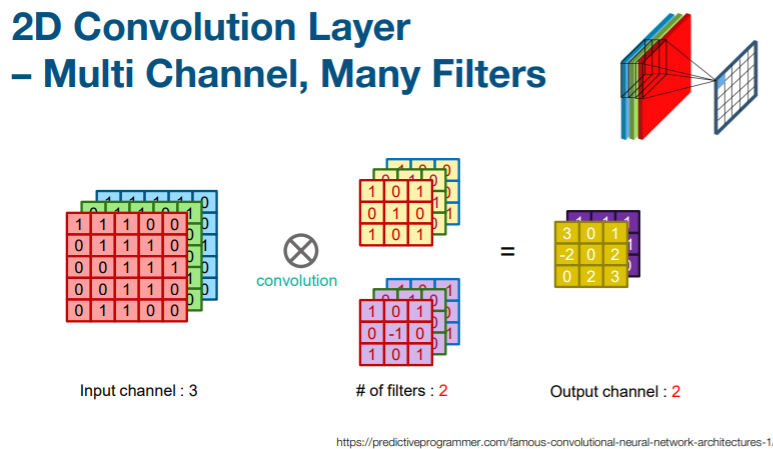 2D Convolution Layer
– Multi Channel, Many Filters
1 1 1 0 0
0 1 1 1 0
0 0 1 1 1
0 0 1 1 0
0 1 1 0 0
convolution
1 0 1
0 1 0
1 0 1
1 0 1
0 -1 0
1 0 1
=
3 0 1
-2 0 2
0 2 3
Input channel : 3
# of filters : 2
Output channel : 2
https://predictiveprogrammer.com/famous-convolutional-neural-network-architectures-1/